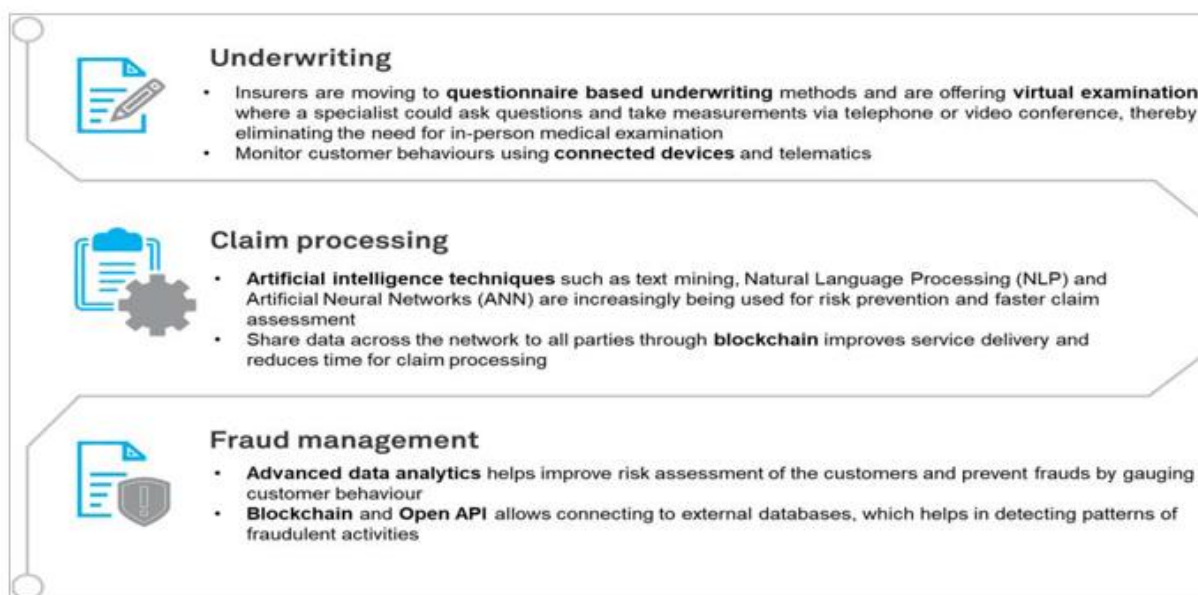 Underwriting
• Insurers are moving to questionnaire based underwriting methods and are offering virtual examination
where a specialist could ask questions and take measurements via telephone or video conference, thereby
eliminating the need for in-person medical examination
• Monitor customer behaviours using connected devices and telematics
Claim processing
• Artificial intelligence techniques such as text mining, Natural Language Processing (NLP) and
Artificial Neural Networks (ANN) are increasingly being used for risk prevention and faster claim
assessment
• Share data across the network to all parties through blockchain improves service delivery and
reduces time for claim processing
Fraud management
• Advanced data analytics helps improve risk assessment of the customers and prevent frauds by gauging
customer behaviour
• Blockchain and Open API allows connecting to external databases, which helps in detecting patterns of
fraudulent activities